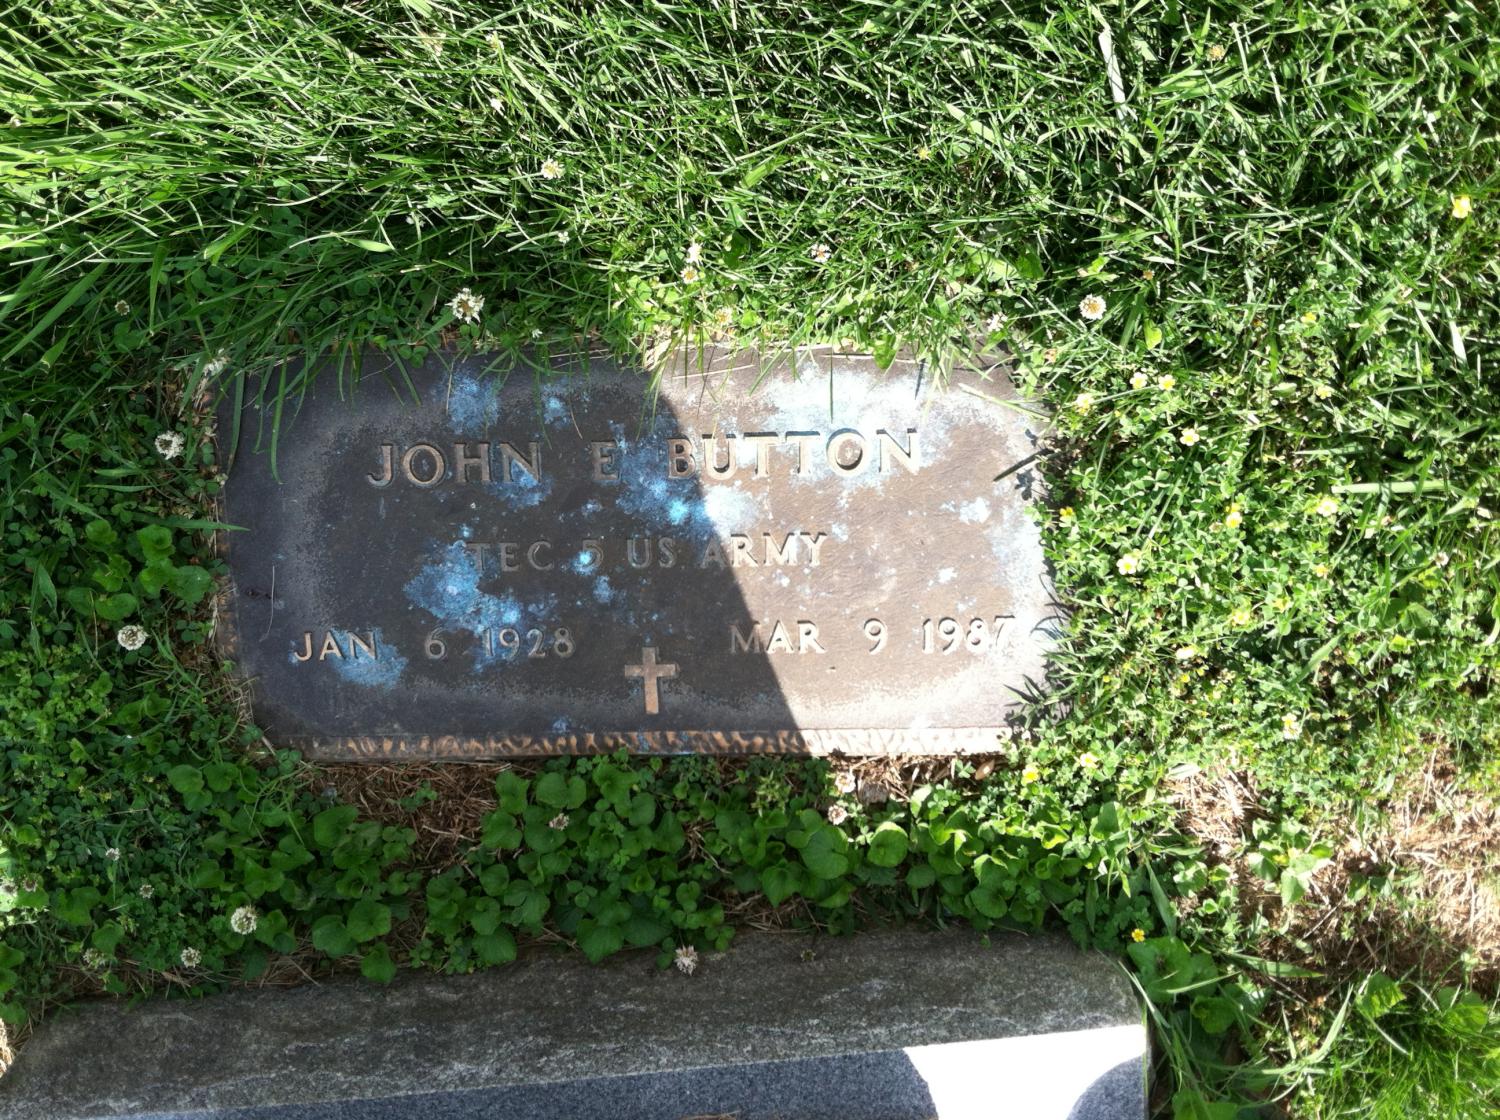 JOHN E BUTTON
TEC 5 US ARMY
JAN 6 1928 MAR 9 1987